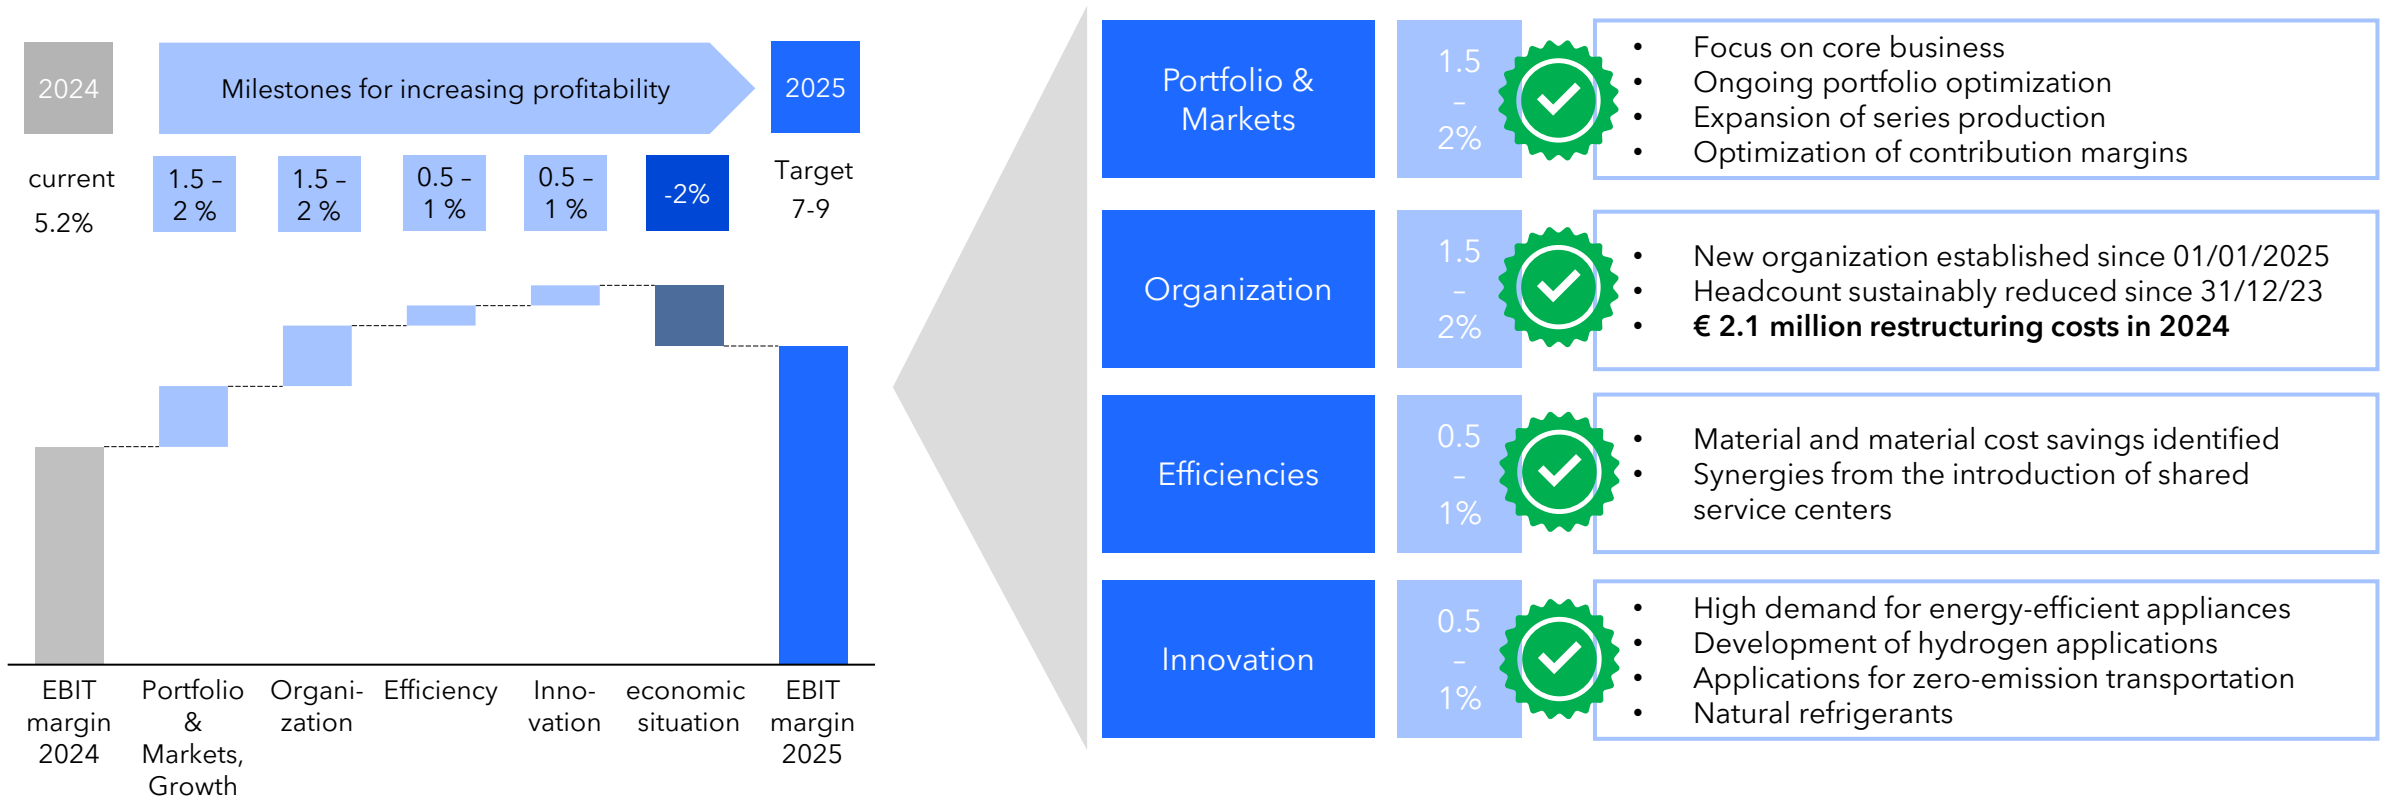 2024
Milestones for increasing profitability
2025
current
5.2%
1.5 –
2 %
1.5 –
2 %
0.5 –
1 %
0.5 –
1 %
-2%
Target
7-9
EBIT
margin
2024
Portfolio
&
Markets,
Growth
Organi-
zation
Efficiency
Inno-
vation
economic
situation
EBIT
margin
2025
Portfolio &
Markets
1.5
–
2%
• Focus on core business
• Ongoing portfolio optimization
• Expansion of series production
• Optimization of contribution margins
Organization
1.5
–
2%
• New organization established since 01/01/2025
• Headcount sustainably reduced since 31/12/23
• € 2.1 million restructuring costs in 2024
Efficiencies
0.5
–
1%
• Material and material cost savings identified
• Synergies from the introduction of shared
service centers
Innovation
0.5
–
1%
• High demand for energy-efficient appliances
• Development of hydrogen applications
• Applications for zero-emission transportation
• Natural refrigerants